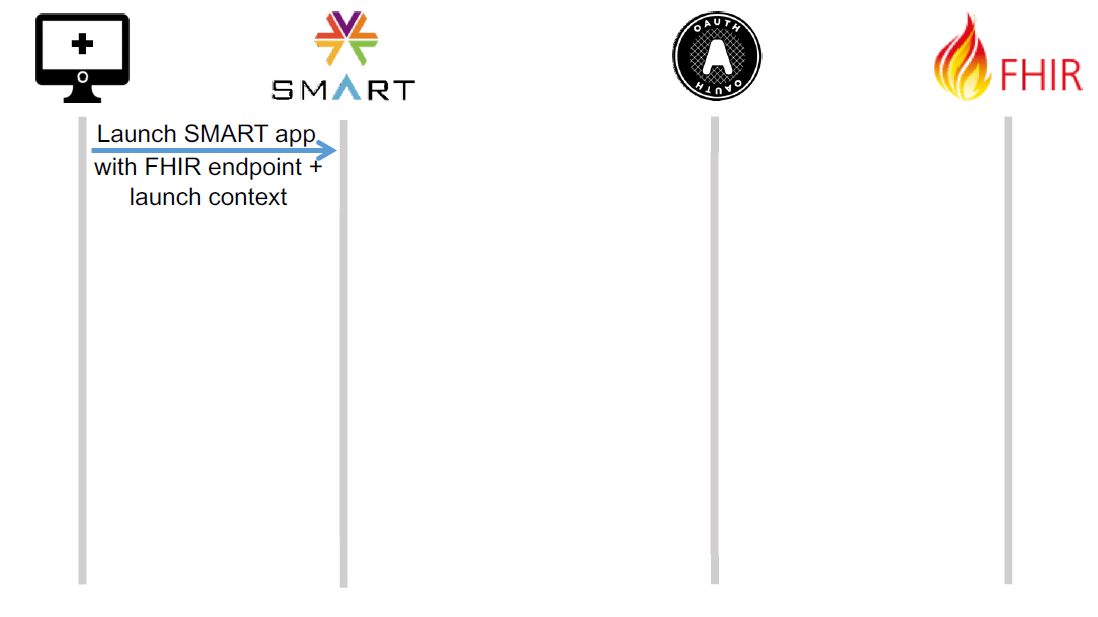 SMART
OAUTH
A
OAUTH
FHIR
Launch SMART app
with FHIR endpoint +
launch context